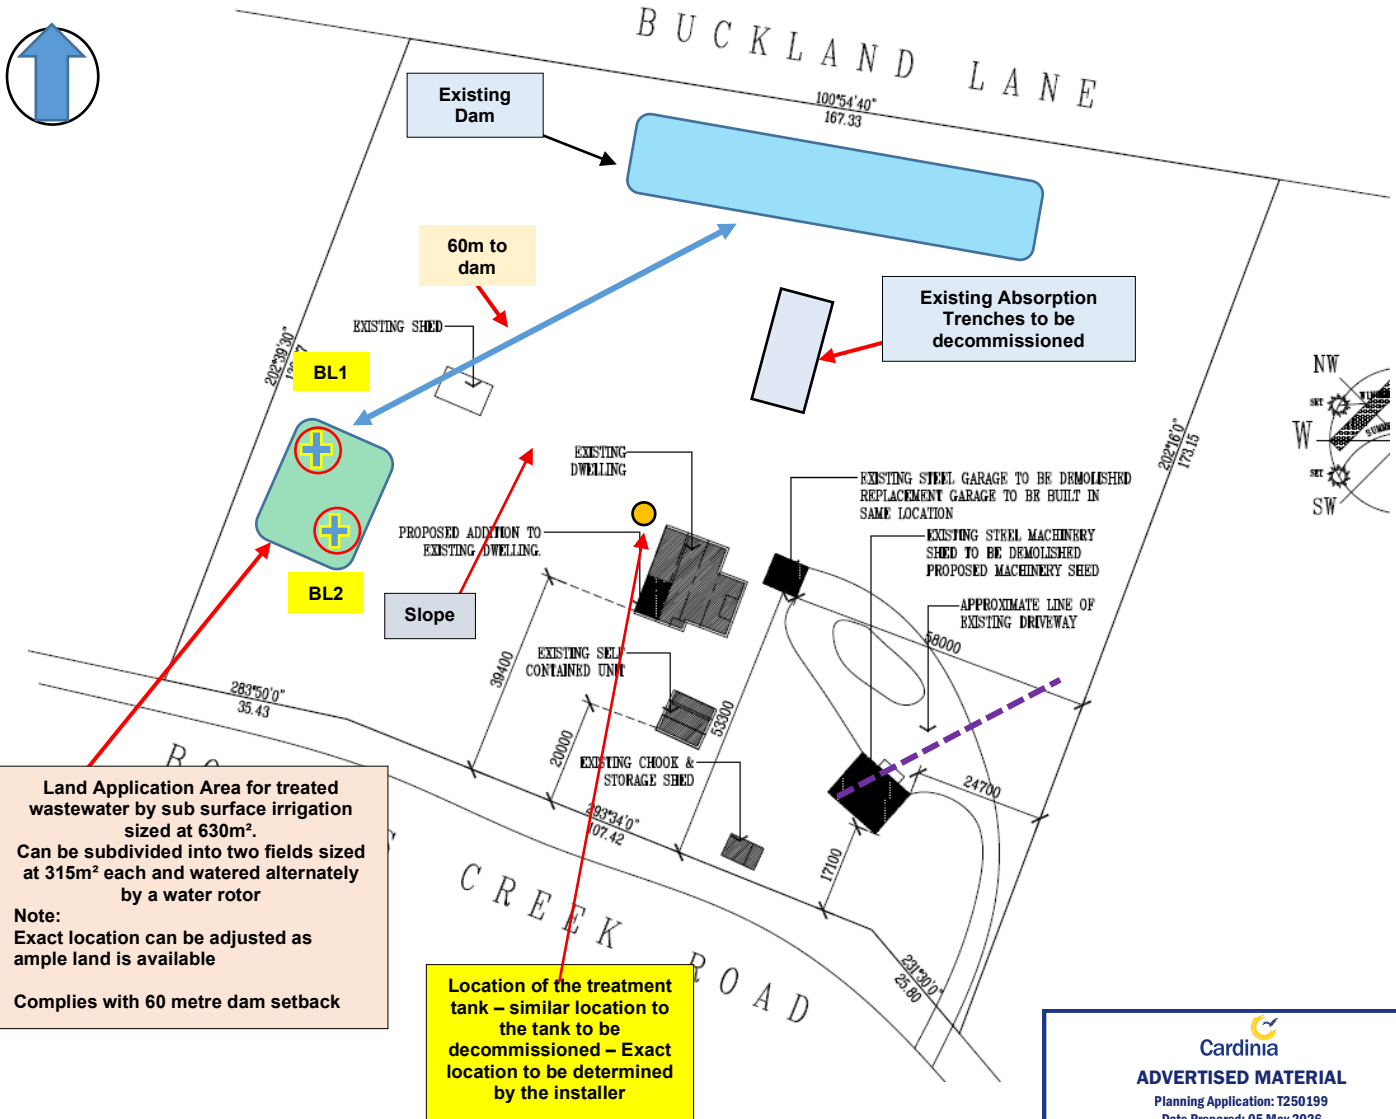 BUCKLAND LANE
100°54'40"
167.33
Existing
Dam
60m to
dam
EXISTING SHED
202°39'30"
BL1
Existing Absorption
Trenches to be
decommissioned
NW
SET
W
SET
SW
202°16'0"
173.15
EXISTING
DWELLING
EXISTING STEEL GARAGE TO BE DEMOLISHED
REPLACEMENT GARAGE TO BE BUILT IN
SAME LOCATION
PROPOSED ADDITION TO
EXISTING DWELLING.
EXISTING STEEL MACHINERY
SHED TO BE DEMOLISHED
PROPOSED MACHINERY SHED
BL2
Slope
APPROXIMATE LINE OF
EXISTING DRIVEWAY
58000
EXISTING SELF
CONTAINED UNIT
39400
283°50'0"
35.43
20000
53300
EXISTING CHOOK &
STORAGE SHED
24700
293°34'0"
107.42
17100
CREEK ROAD
231°30'0"
25.80
Land Application Area for treated
wastewater by sub surface irrigation
sized at 630m².
Can be subdivided into two fields sized
at 315m² each and watered alternately
by a water rotor
Note:
Exact location can be adjusted as
ample land is available
Complies with 60 metre dam setback
Location of the treatment
tank – similar location to
the tank to be
decommissioned – Exact
location to be determined
by the installer
Cardinia
ADVERTISED MATERIAL
Planning Application: T250199
Date Prepared: 05 May 2026